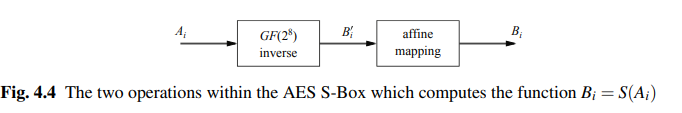 A_i GF(2^8) inverse B'_i affine mapping B_i
Fig. 4.4 The two operations within the AES S-Box which computes the function B_i = S(A_i)